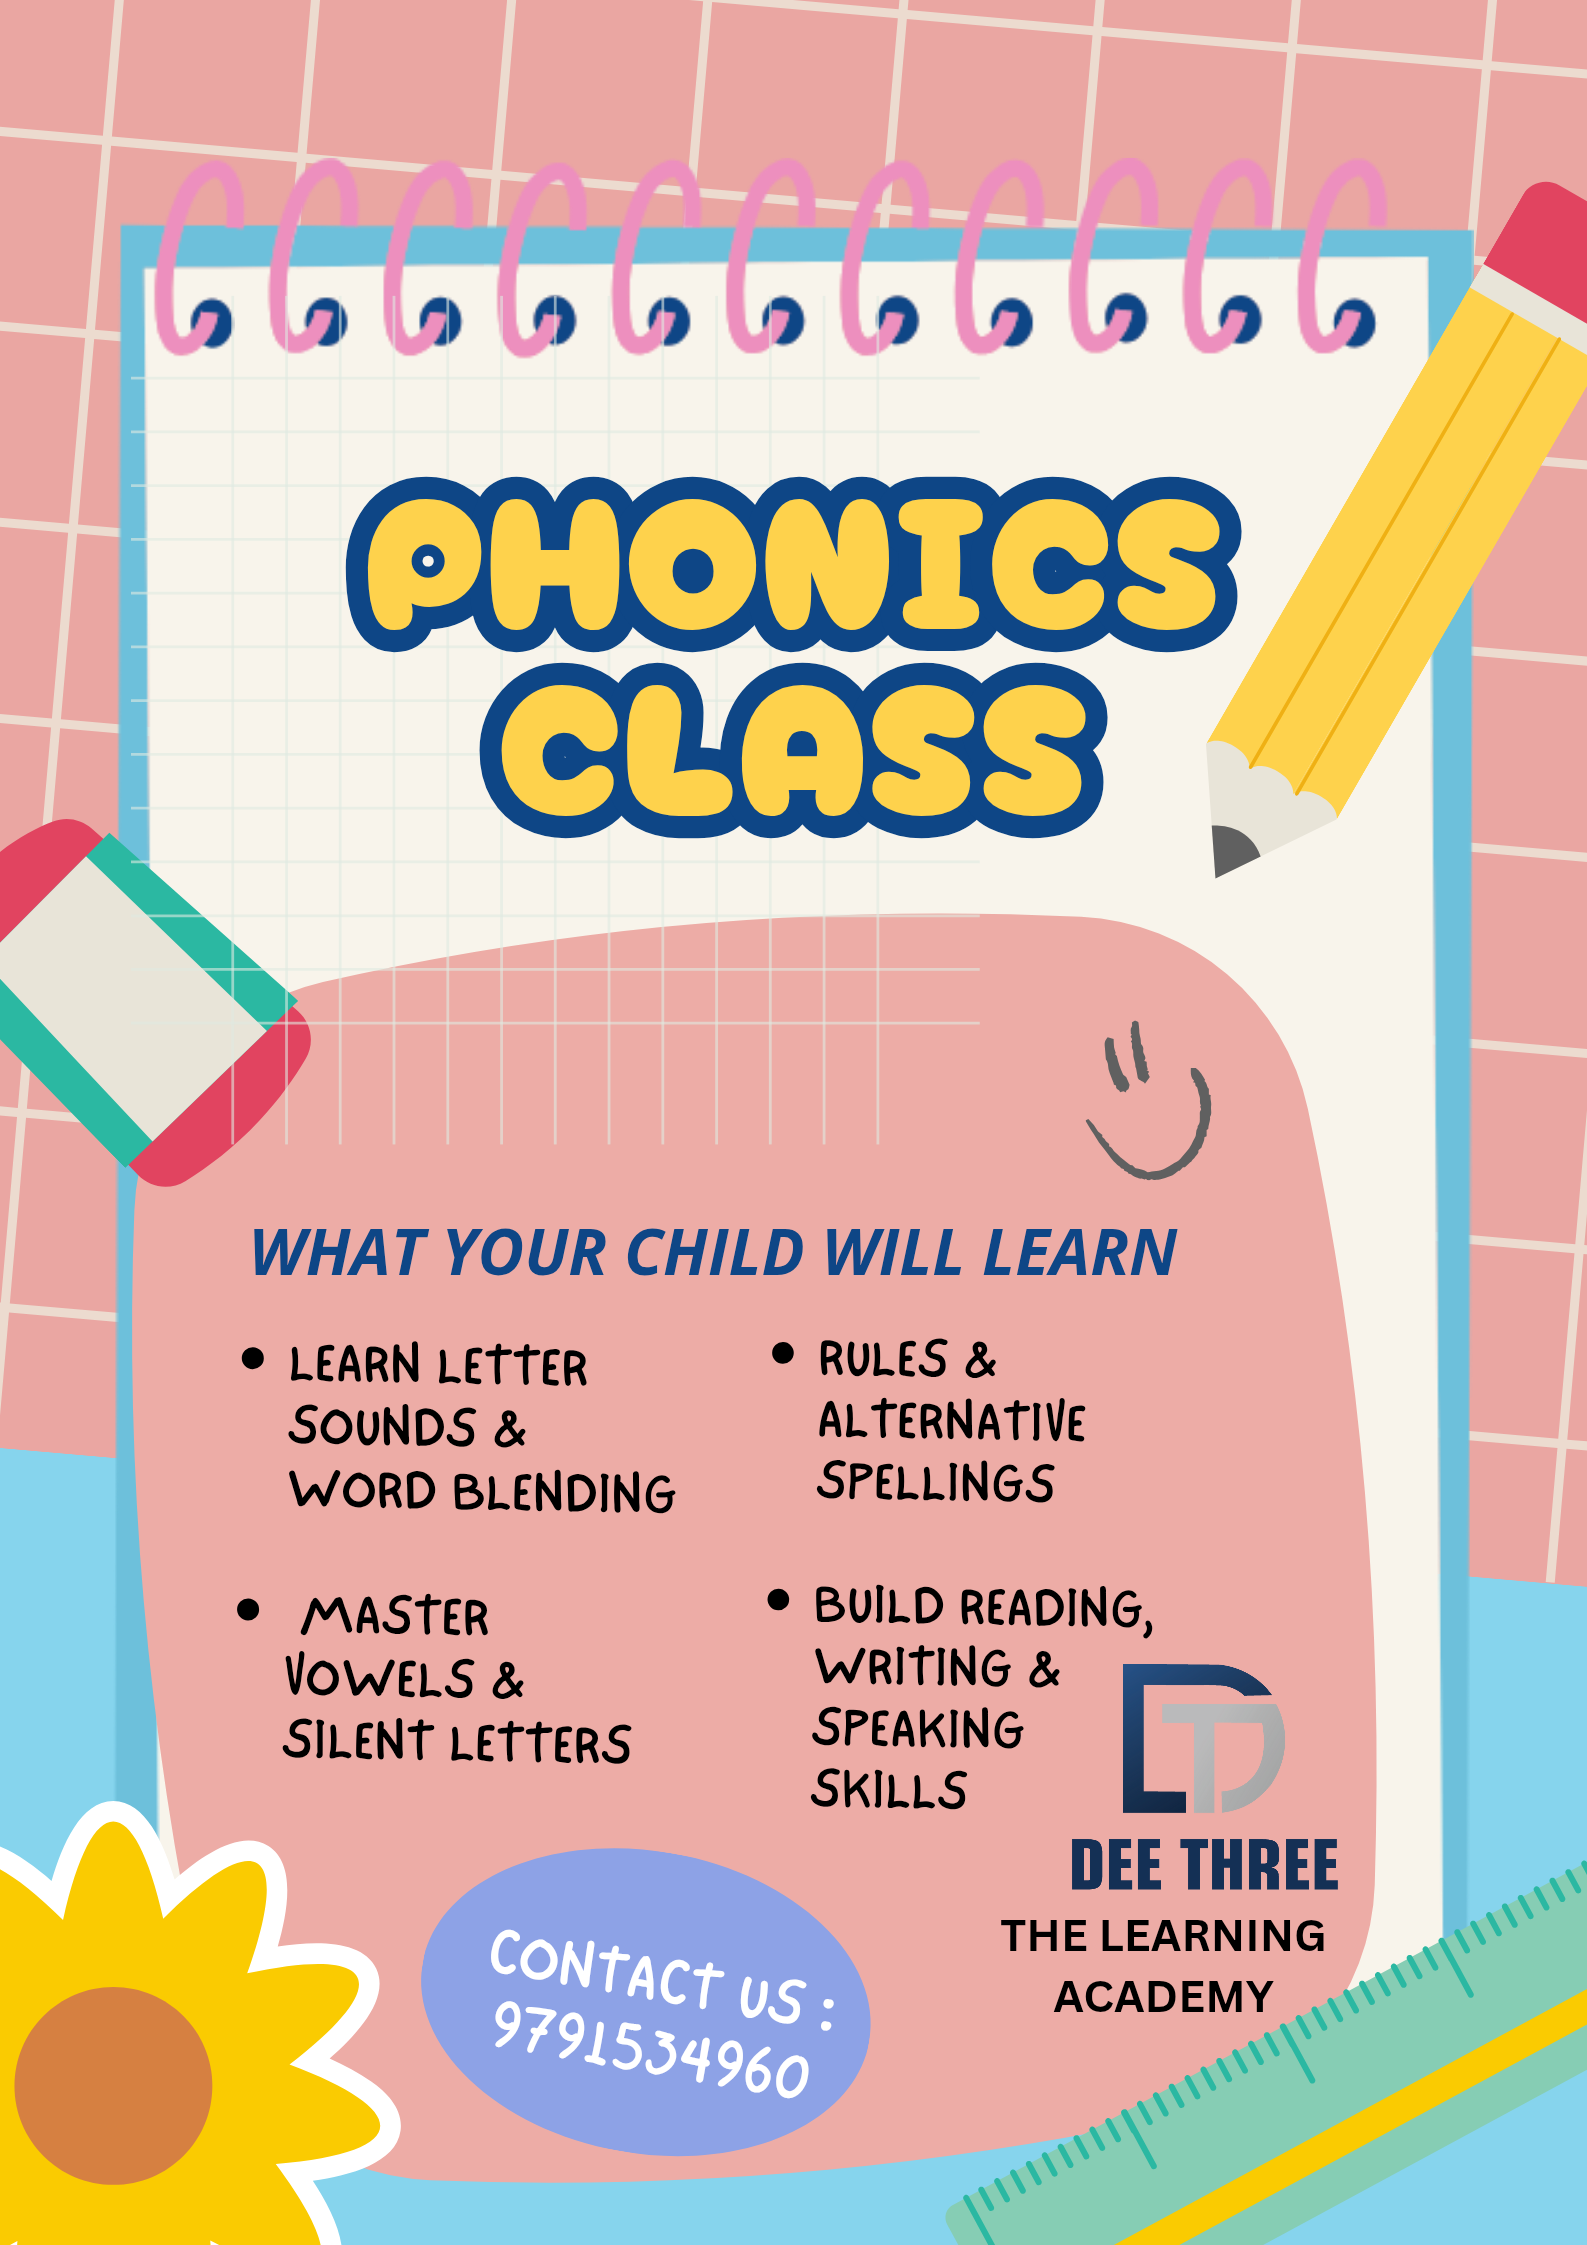 PHONICS
CLASS
WHAT YOUR CHILD WILL LEARN
• LEARN LETTER
SOUNDS &
WORD BLENDING
• MASTER
VOWELS &
SILENT LETTERS
• RULES &
ALTERNATIVE
SPELLINGS
• BUILD READING,
WRITING &
SPEAKING
SKILLS
DEE THREE
THE LEARNING
ACADEMY
CONTACT US :
9791534960